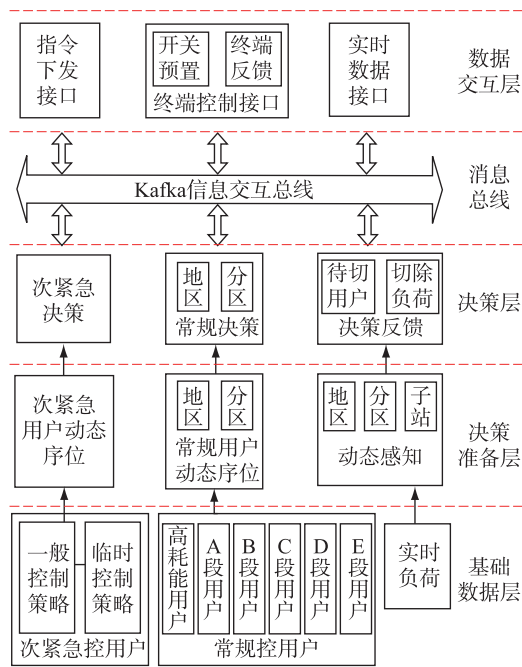 指令
下发
接口
开关
预置
终端
反馈
终端控制接口
实时
数据
接口
数据
交互层
Kafka信息交互总线
消息
总线
次紧急
决策
地区
分区
常规决策
待切
用户
切除
负荷
决策反馈
决策层
次紧急
用户动态
序位
地区
分区
常规用户
动态序位
地区
分区
子站
动态感知
决策
准备层
一般
控制
策略
临时
控制
策略
次紧急控用户
高耗能用户
A段用户
B段用户
C段用户
D段用户
E段用户
常规控用户
实时
负荷
基础
数据层